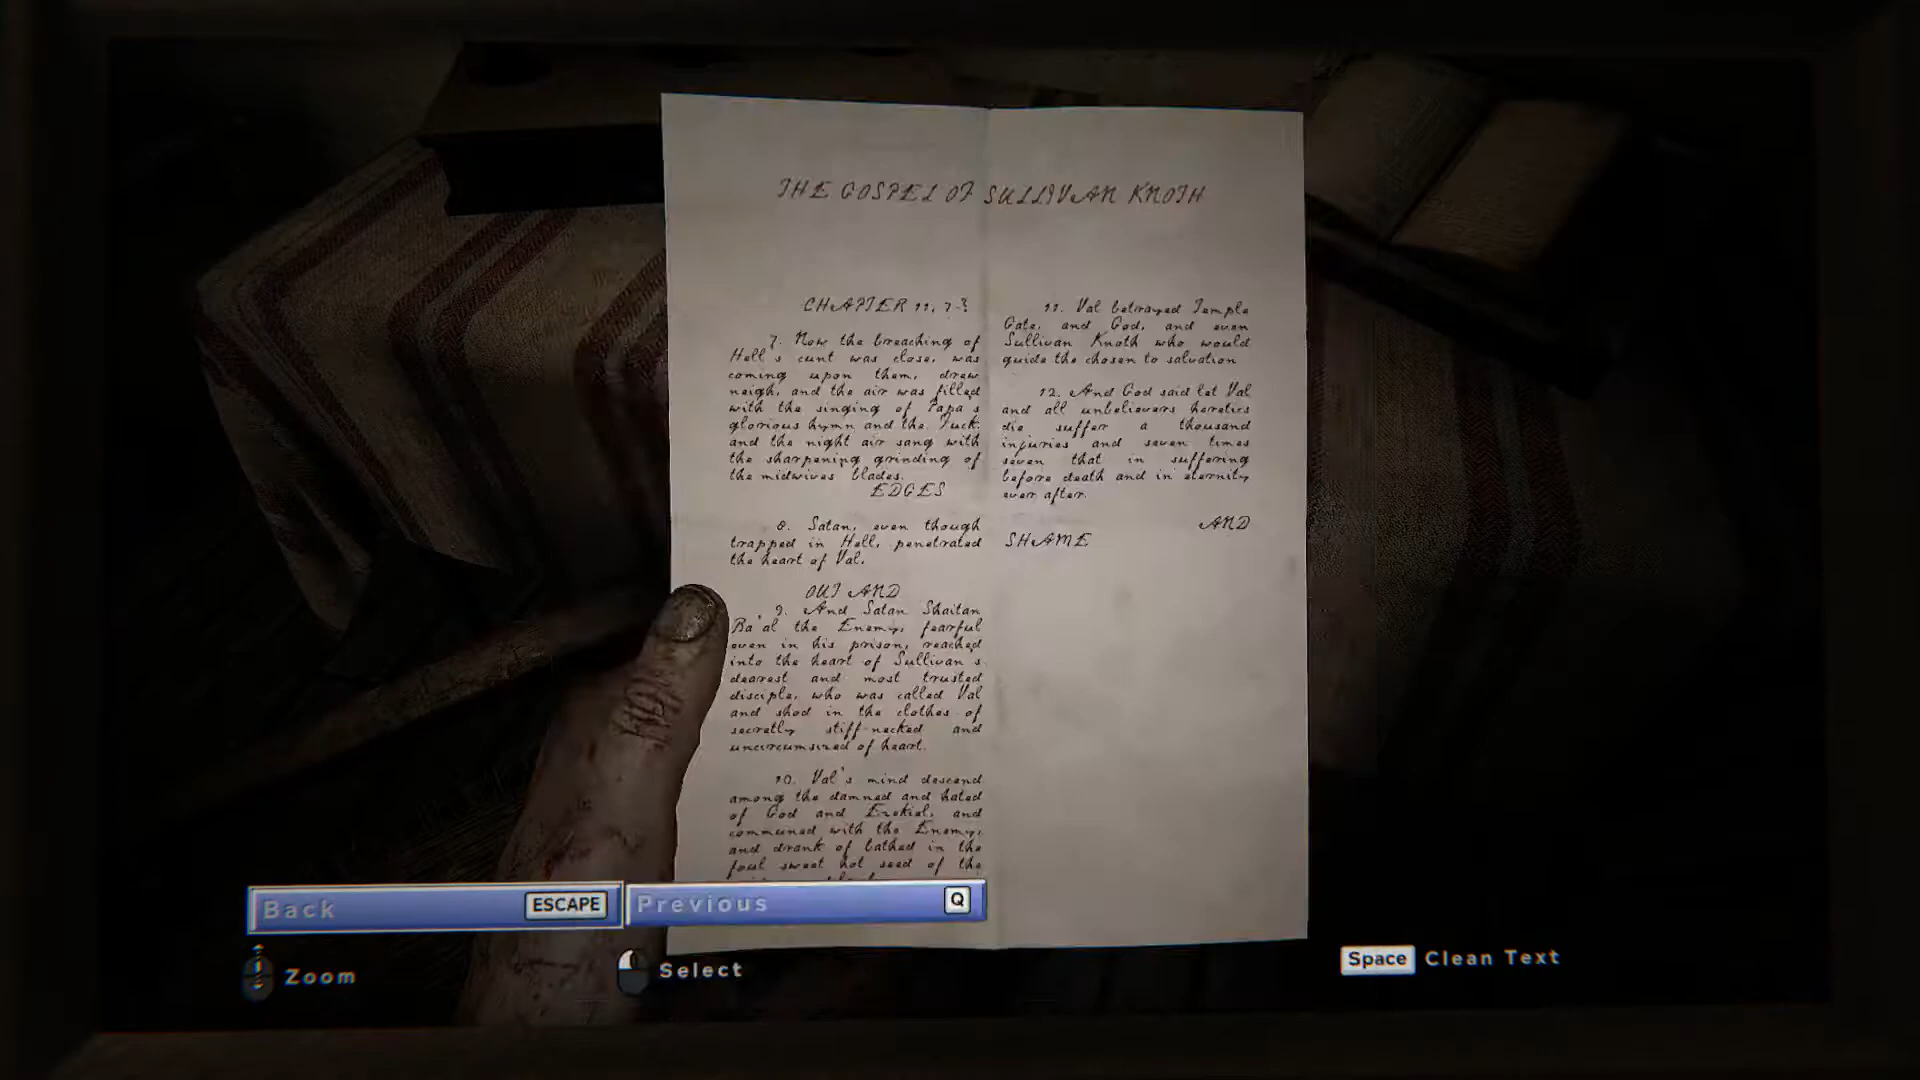 THE GOSPEL OF SULLIVAN KNOTH
CHAPTER 11, 7-3
7. Now the breaching of
Hell s cunt was close, was
coming upon them, drew
neigh, and the air was filled
with the singing of Papa s
glorious hymn and the Fuck.
and the night air sang with
the sharpening grinding of
the midwives blades.
EDGES
8. Satan, even though
trapped in Hell, penetrated
the heart of Val.
OUT AND
9. And Satan Shaitan
Ba'al the Enemy, fearful
even in his prison, reached
into the heart of Sullivan s
dearest and most trusted
disciple, who was called Val
and shod in the clothes of
secretly stiff-necked and
uncircumsized of heart.
10. Val's mind descend
among the damned and hated
of God and Ezekiel, and
communed with the Enemy,
and drank of bathed in the
foul sweet hot seed of the
11. Val betrayed Temple
Gate, and God, and even
Sullivan Knoth who would
guide the chosen to salvation
12. And God said let Val
and all unbelievers heretics
die suffer a thousand
injuries and seven times
seven that in suffering
before death and in eternity
ever after.
AND
SHAME
Back ESCAPE
Previous Q
Zoom
Select
Space Clean Text